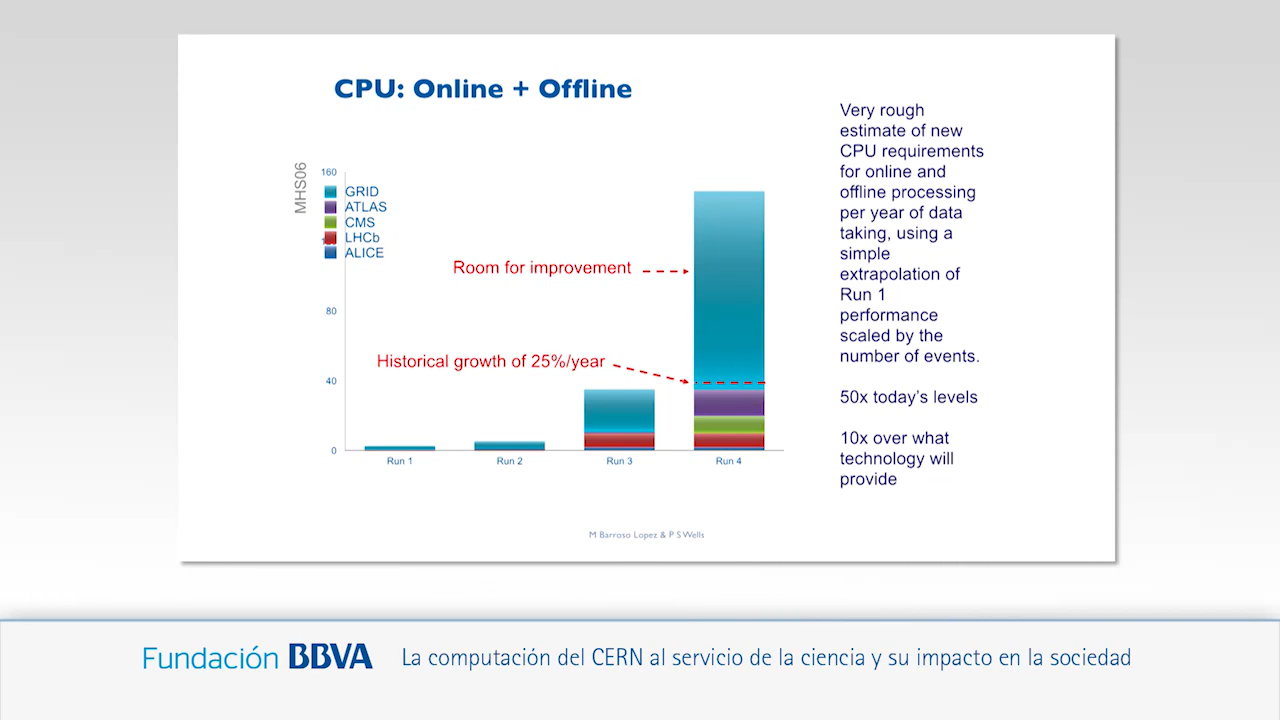 CPU: Online + Offline
MHS06
160
GRID
ATLAS
CMS
LHCb
ALICE
80
40
0
Room for improvement
Historical growth of 25%/year
Run 1
Run 2
Run 3
Run 4
Very rough
estimate of new
CPU requirements
for online and
offline processing
per year of data
taking, using a
simple
extrapolation of
Run 1
performance
scaled by the
number of events.
50x today's levels
10x over what
technology will
provide
M Barroso Lopez & P S Wells
Fundación BBVA
La computación del CERN al servicio de la ciencia y su impacto en la sociedad